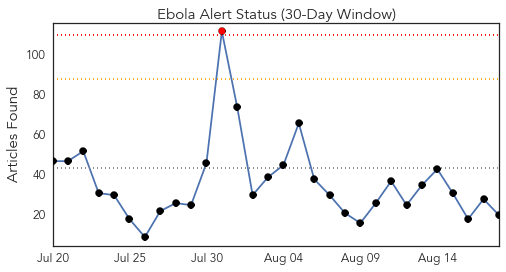 Ebola Alert Status (30-Day Window)
Articles Found
100
80
60
40
20
Jul 20
Jul 25
Jul 30
Aug 04
Aug 09
Aug 14